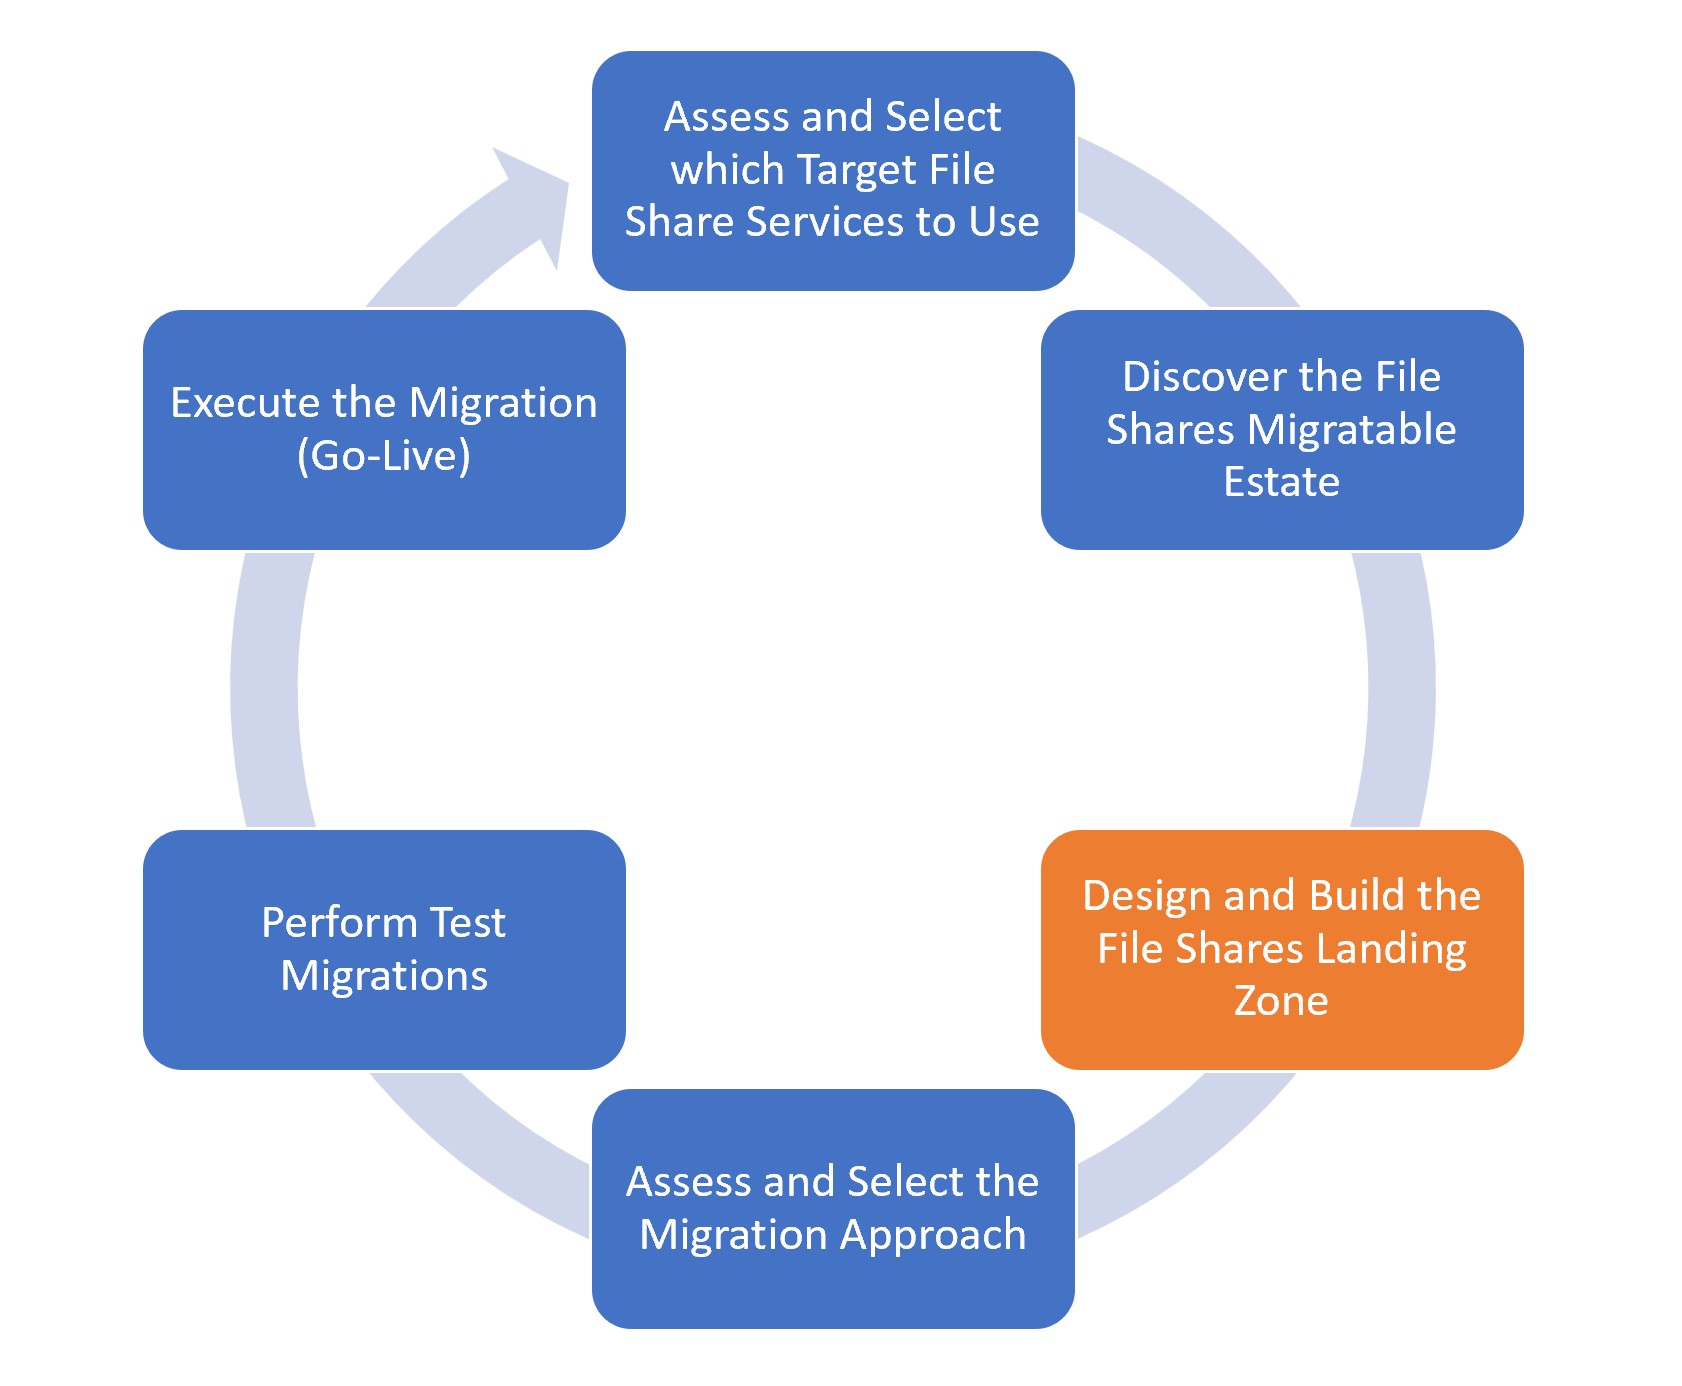 Assess and Select
which Target File
Share Services to Use
Discover the File
Shares Migratable
Estate
Design and Build the
File Shares Landing
Zone
Assess and Select the
Migration Approach
Perform Test
Migrations
Execute the Migration
(Go-Live)